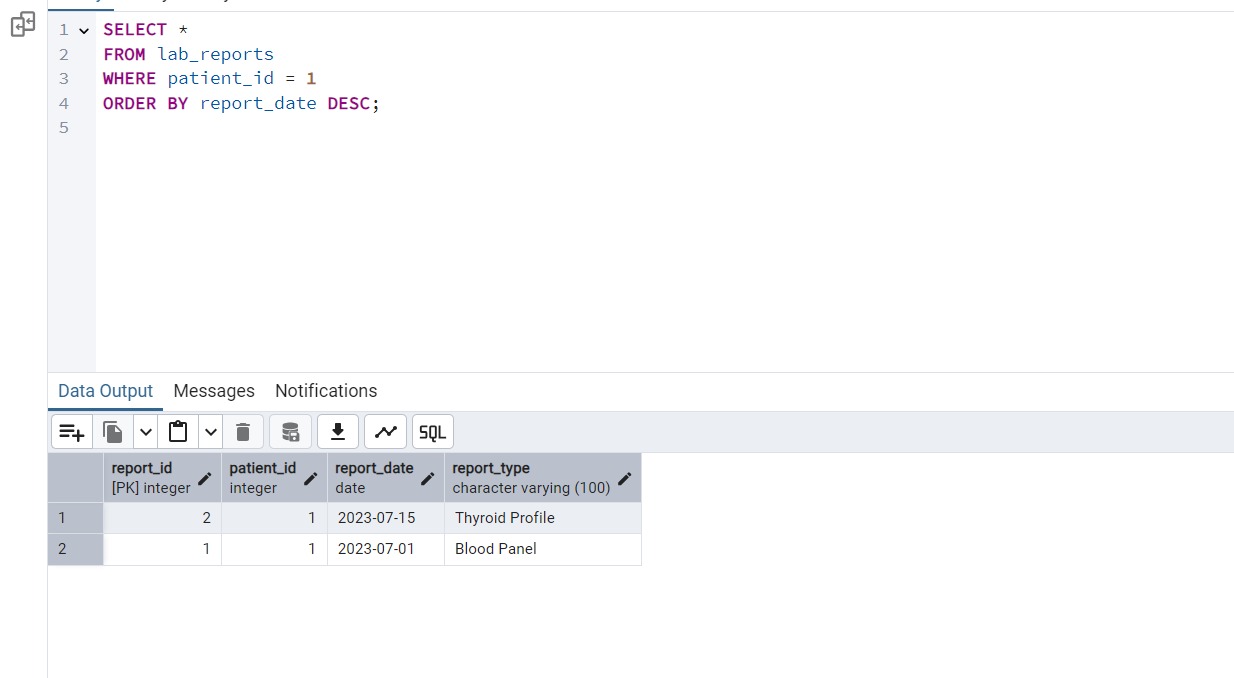 1 SELECT *
2 FROM lab_reports
3 WHERE patient_id = 1
4 ORDER BY report_date DESC;
5
Data Output Messages Notifications
SQL
report_id patient_id report_date report_type
[PK] integer integer date character varying (100)
1 2 1 2023-07-15 Thyroid Profile
2 1 1 2023-07-01 Blood Panel